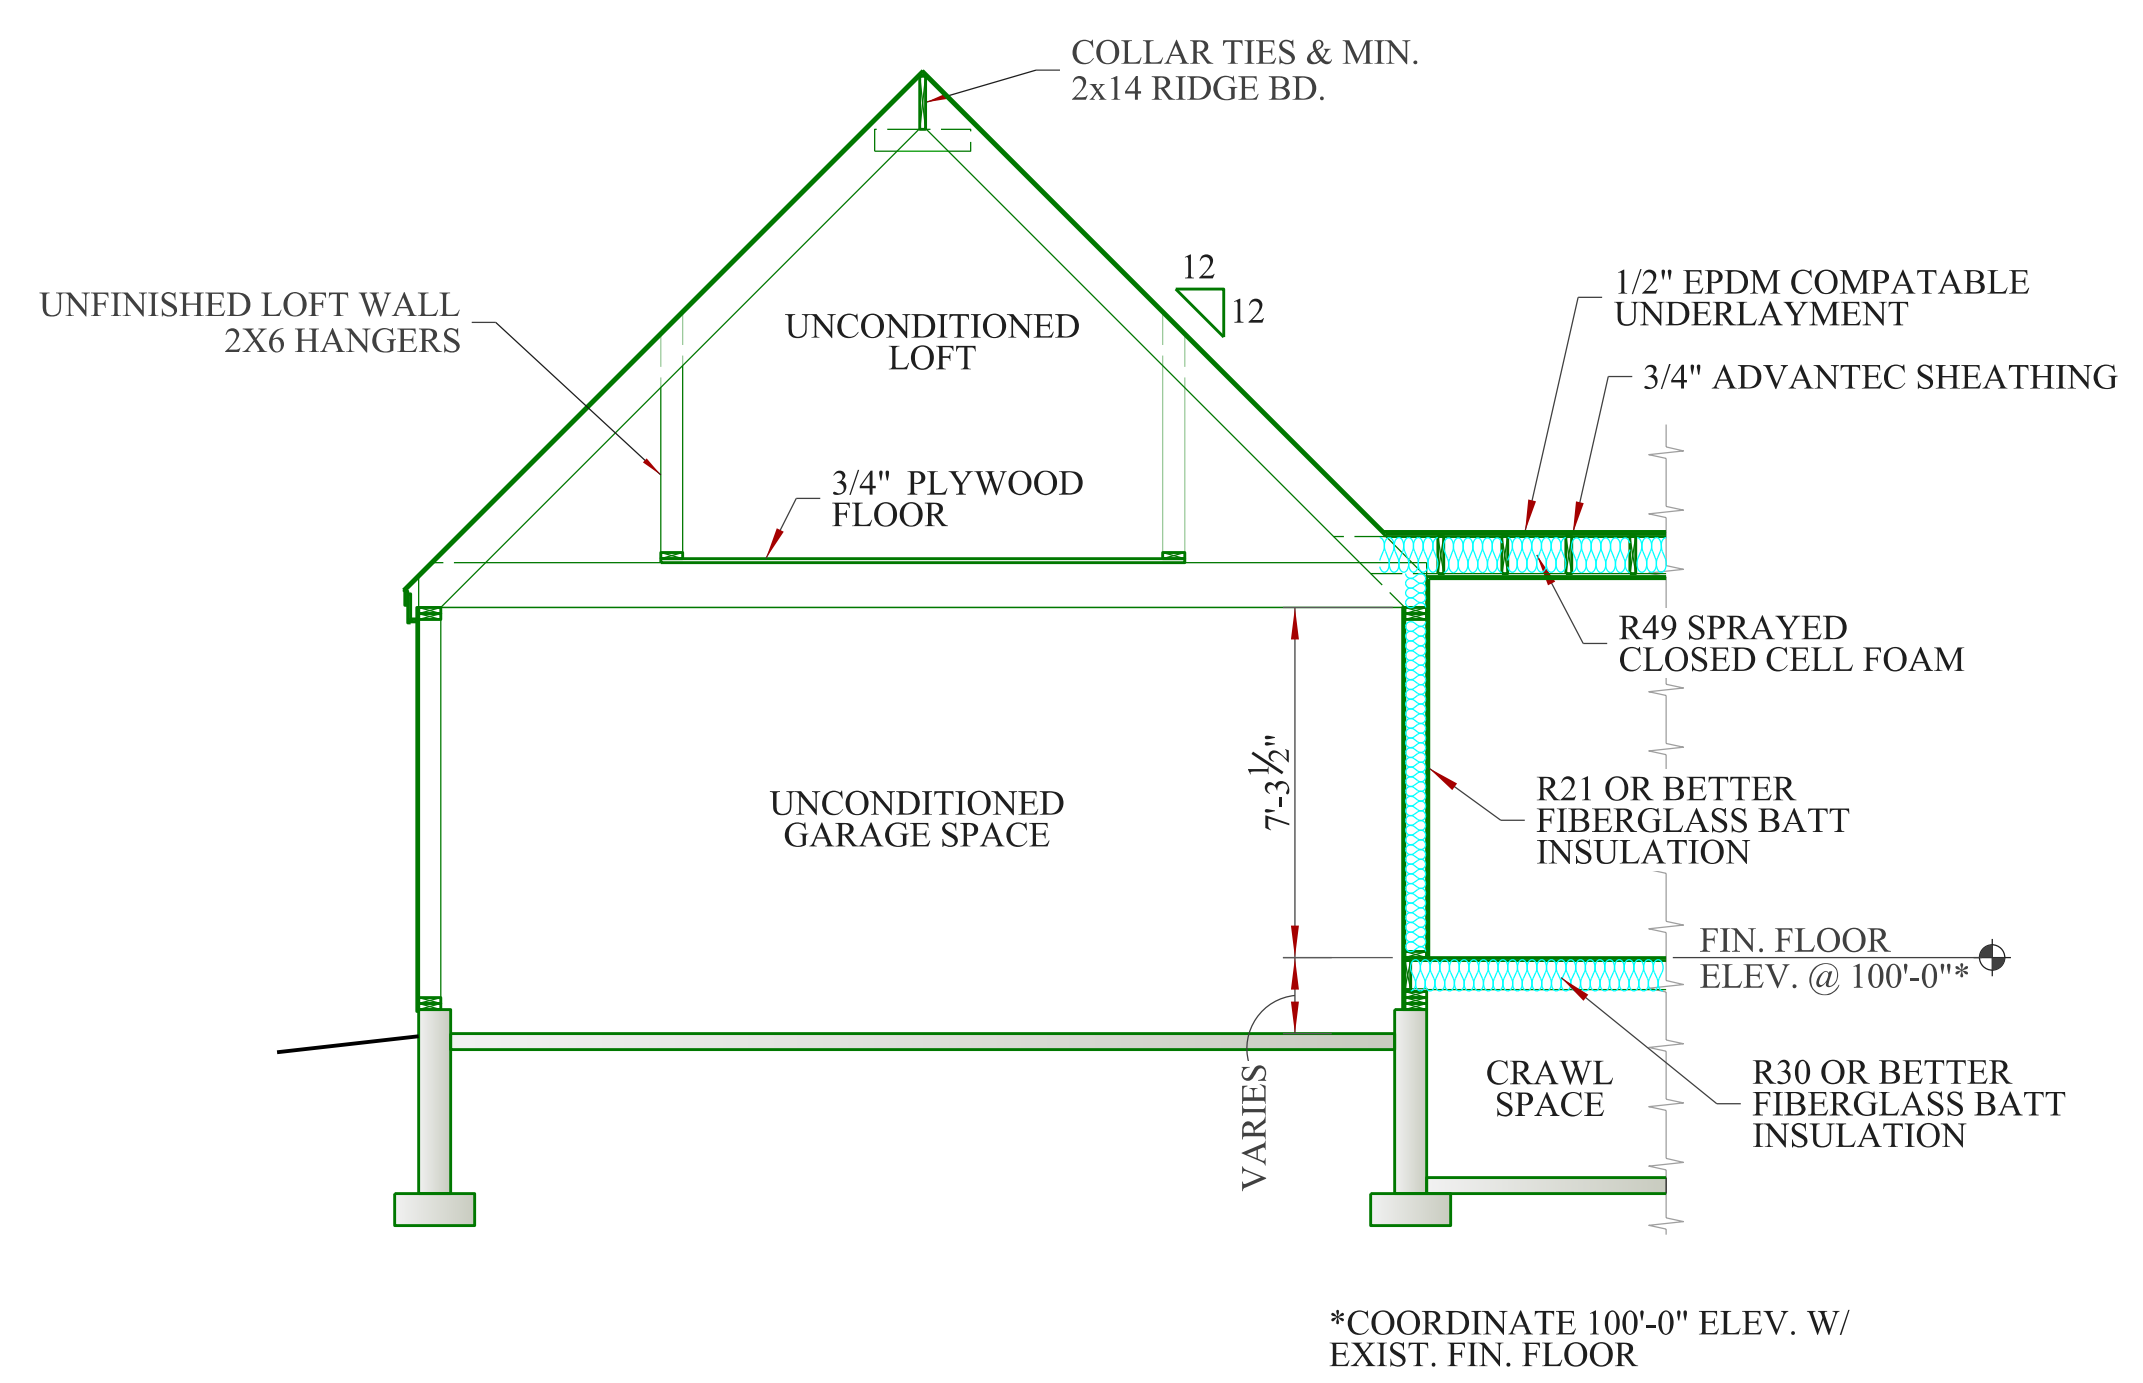 COLLAR TIES & MIN.
2x14 RIDGE BD.
12
12
1/2" EPDM COMPATABLE
UNDERLAYMENT
UNFINISHED LOFT WALL
2X6 HANGERS
UNCONDITIONED
LOFT
3/4" ADVANTEC SHEATHING
3/4" PLYWOOD
FLOOR
R49 SPRAYED
CLOSED CELL FOAM
7'-3½"
UNCONDITIONED
GARAGE SPACE
R21 OR BETTER
FIBERGLASS BATT
INSULATION
FIN. FLOOR
ELEV. @ 100'-0"*
VARIES
CRAWL
SPACE
R30 OR BETTER
FIBERGLASS BATT
INSULATION
*COORDINATE 100'-0" ELEV. W/
EXIST. FIN. FLOOR